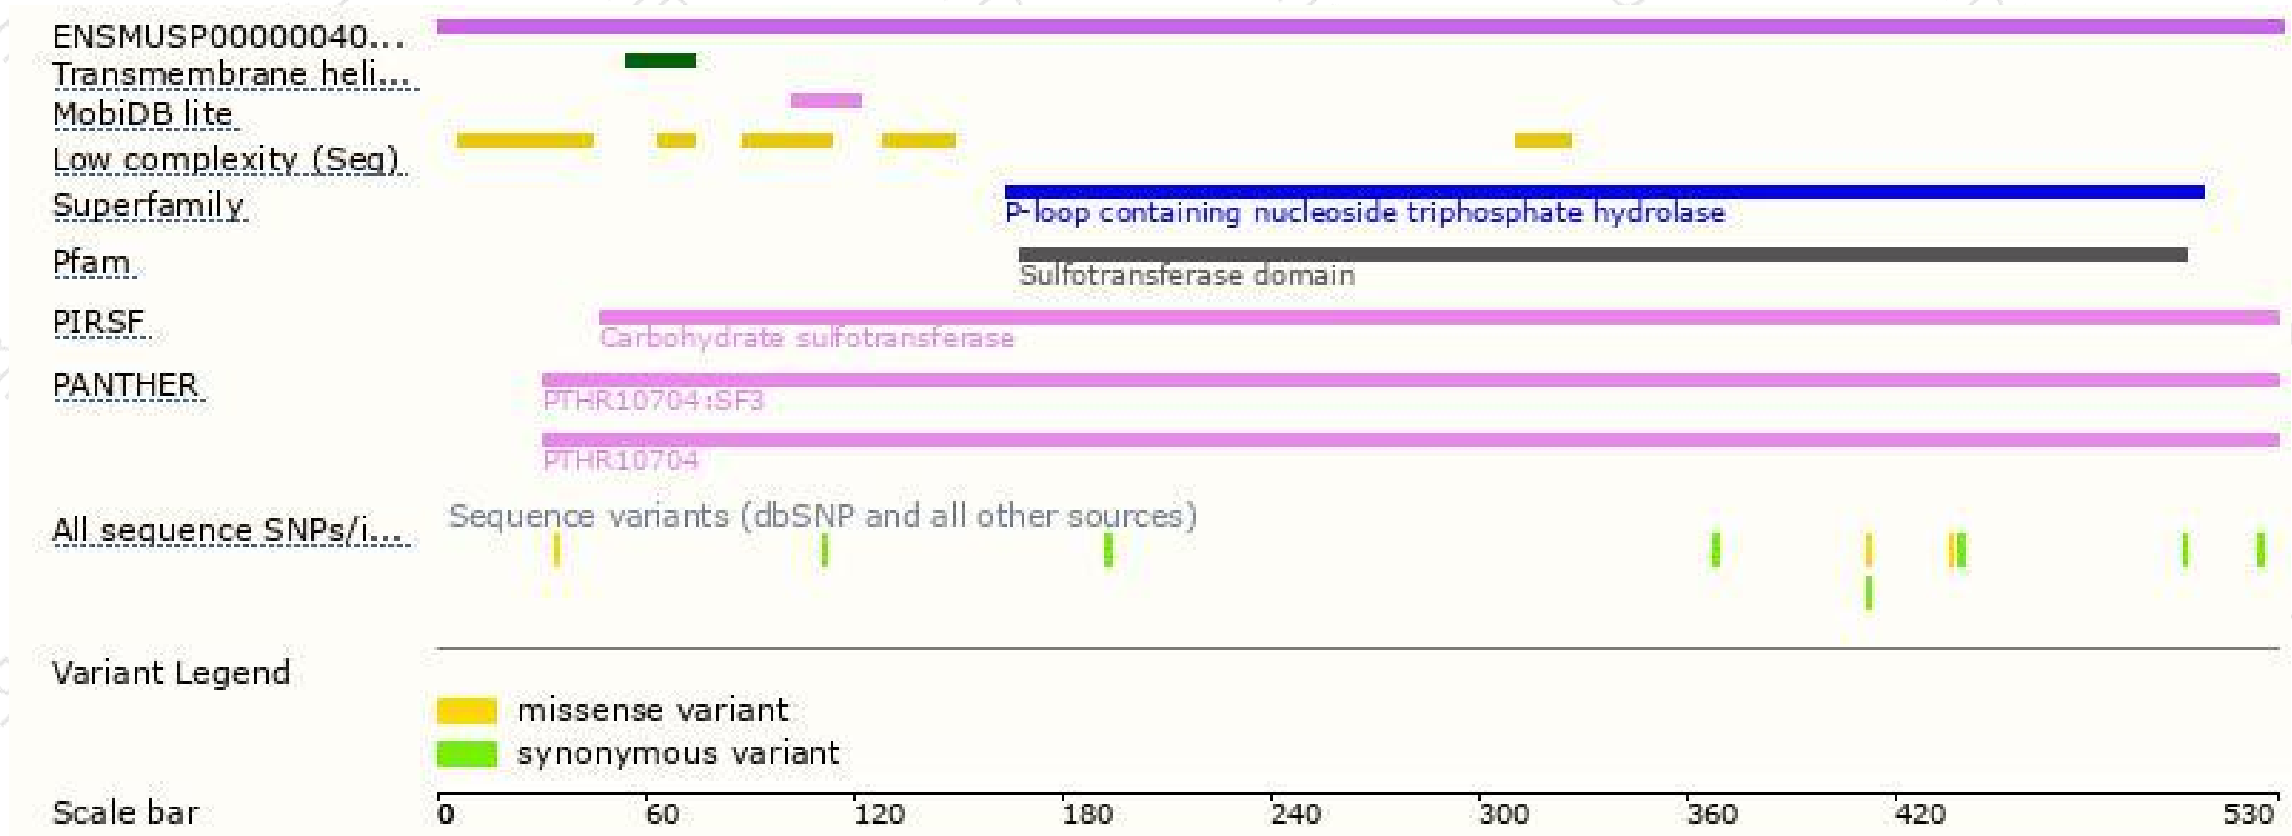 ENSMUSP00000040...
Transmembrane heli...
MobiDB lite
Low complexity (Seg)
Superfamily
P-loop containing nucleoside triphosphate hydrolase
Pfam
Sulfotransferase domain
PIRSF
Carbohydrate sulfotransferase
PANTHER
PTHR10704:SF3
PTHR10704
Sequence variants (dbSNP and all other sources)
All sequence SNPs/i...
Variant Legend
missense variant
synonymous variant
Scale bar 0 60 120 180 240 300 360 420 530